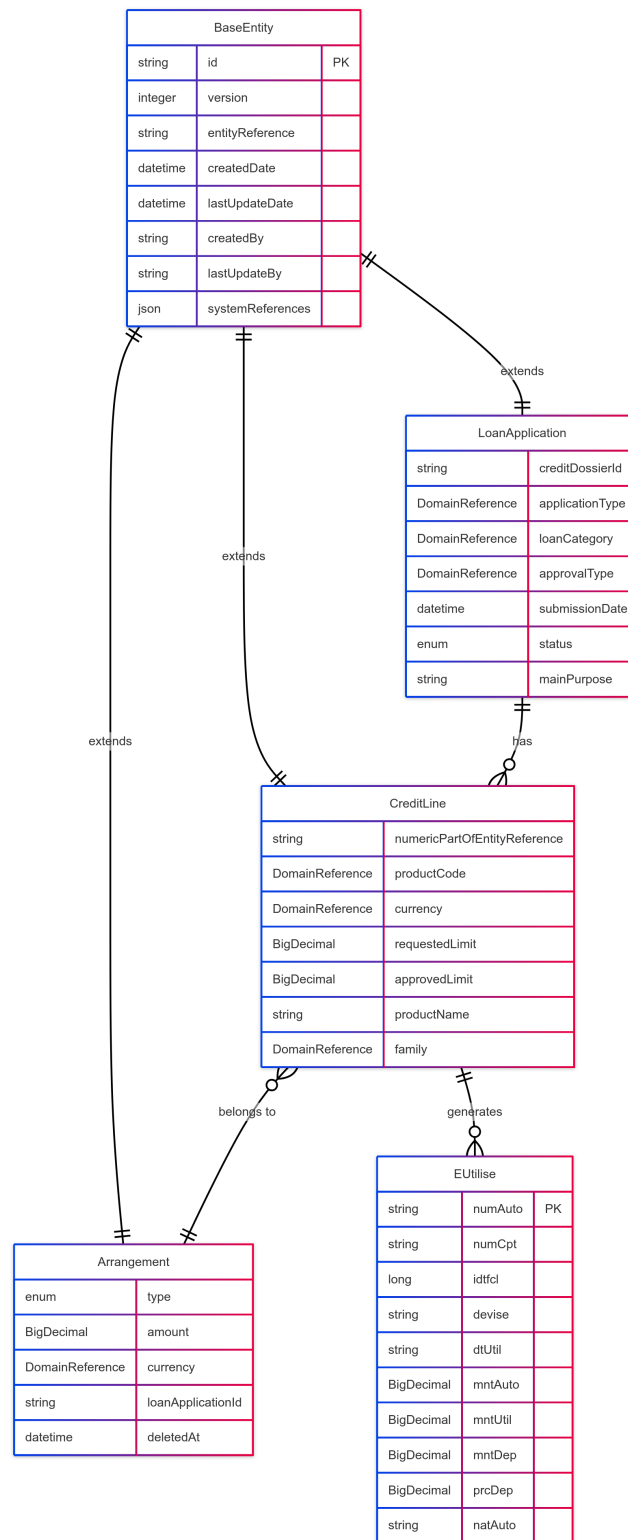 BaseEntity
string id PK
integer version
string entityReference
datetime createdDate
datetime lastUpdateDate
string createdBy
string lastUpdateBy
json systemReferences
extends
LoanApplication
string creditDossierId
DomainReference applicationType
DomainReference loanCategory
DomainReference approvalType
datetime submissionDate
enum status
string mainPurpose
extends
extends
has
CreditLine
string numericPartOfEntityReference
DomainReference productCode
DomainReference currency
BigDecimal requestedLimit
BigDecimal approvedLimit
string productName
DomainReference family
belongs to
generates
EUtilise
string numAuto PK
string numCpt
long idtfcl
string devise
string dtUtil
BigDecimal mntAuto
BigDecimal mntUtil
BigDecimal mntDep
BigDecimal prcDep
string natAuto
Arrangement
enum type
BigDecimal amount
DomainReference currency
string loanApplicationId
datetime deletedAt